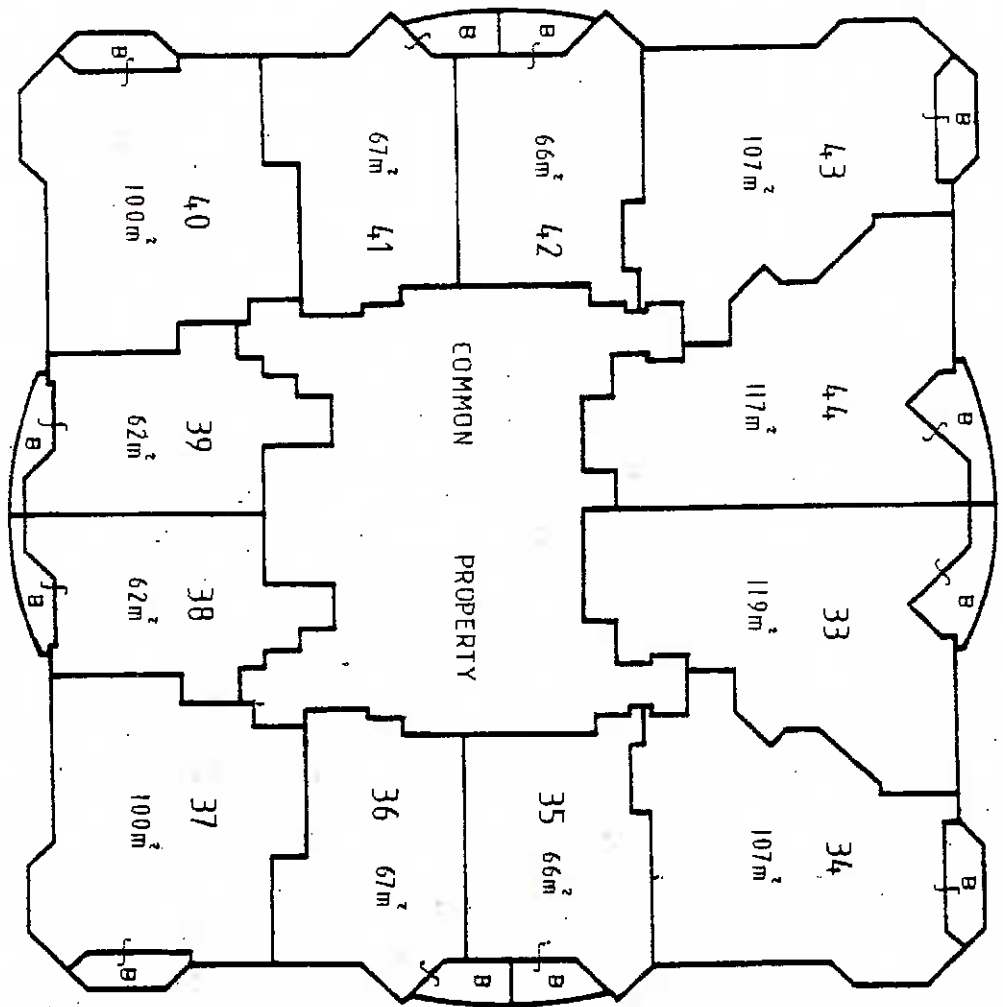 B B B B
43 44 33 34
107m² 117m² 119m² 107m²
B 66m² 42 35 66m² B
COMMON PROPERTY
B 67m² 41 36 67m² B
40 39 38 37
100m² 62m² 62m² 100m²
B B
B B